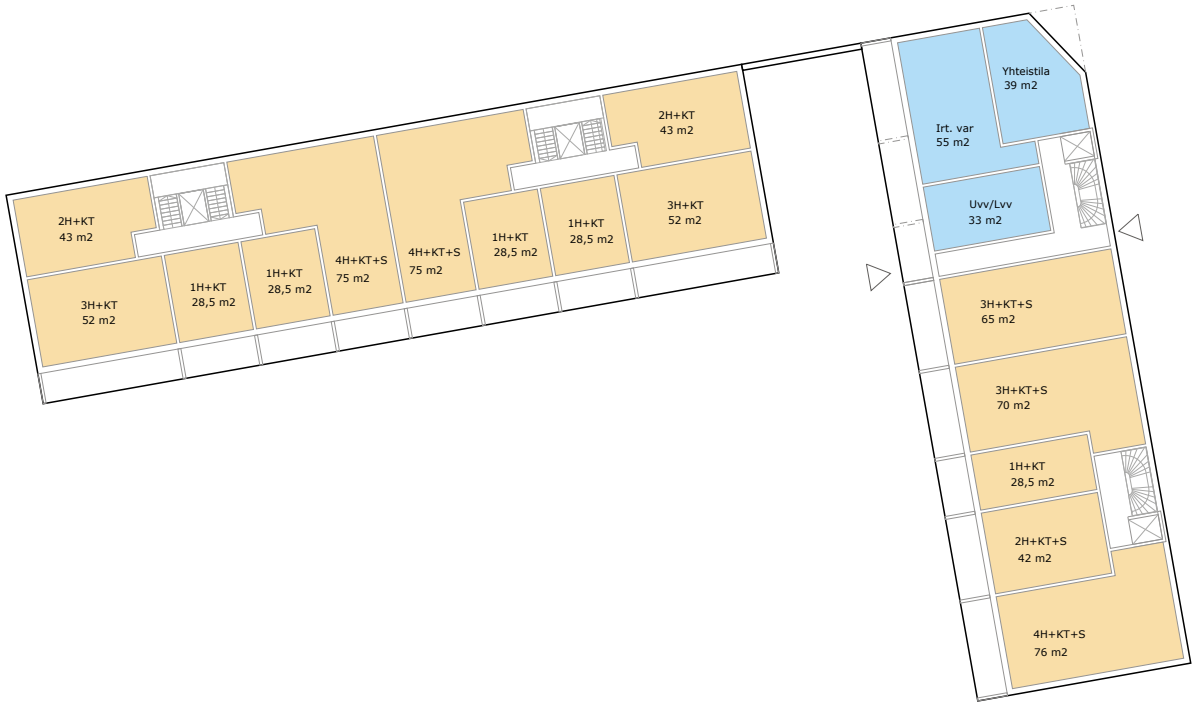 2H+KT
43 m2
3H+KT
52 m2
1H+KT
28,5 m2
1H+KT
28,5 m2
4H+KT+S
75 m2
4H+KT+S
75 m2
1H+KT
28,5 m2
1H+KT
28,5 m2
2H+KT
43 m2
3H+KT
52 m2
Yhteistila
39 m2
Irt. var
55 m2
Uvv/Lvv
33 m2
3H+KT+S
65 m2
3H+KT+S
70 m2
1H+KT
28,5 m2
2H+KT+S
42 m2
4H+KT+S
76 m2